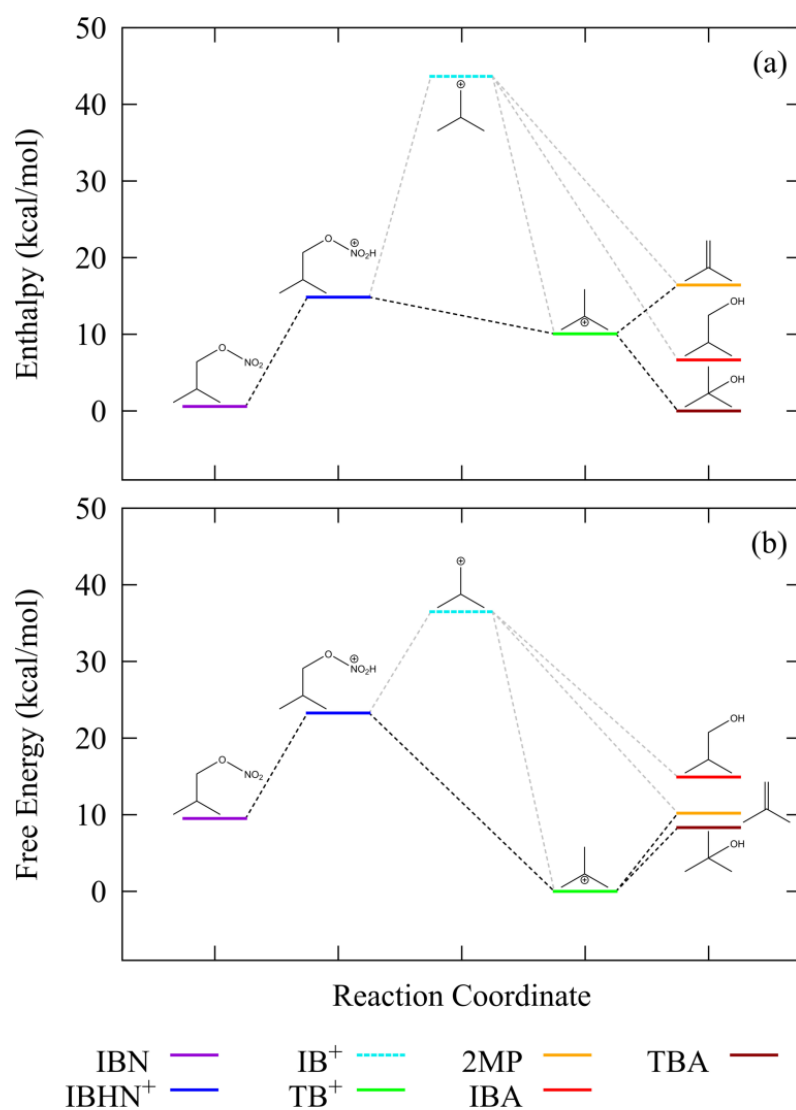 50
(a)
40
⊕
30
O ⊕
NO2H
20
Enthalpy (kcal/mol)
O
NO2
10
⊕
OH
OH
0
50
(b)
⊕
40
O ⊕
NO2H
30
OH
20
Free Energy (kcal/mol)
O
NO2
10
OH
⊕
0
Reaction Coordinate
IBN IB+ 2MP TBA
IBHN+ TB+ IBA